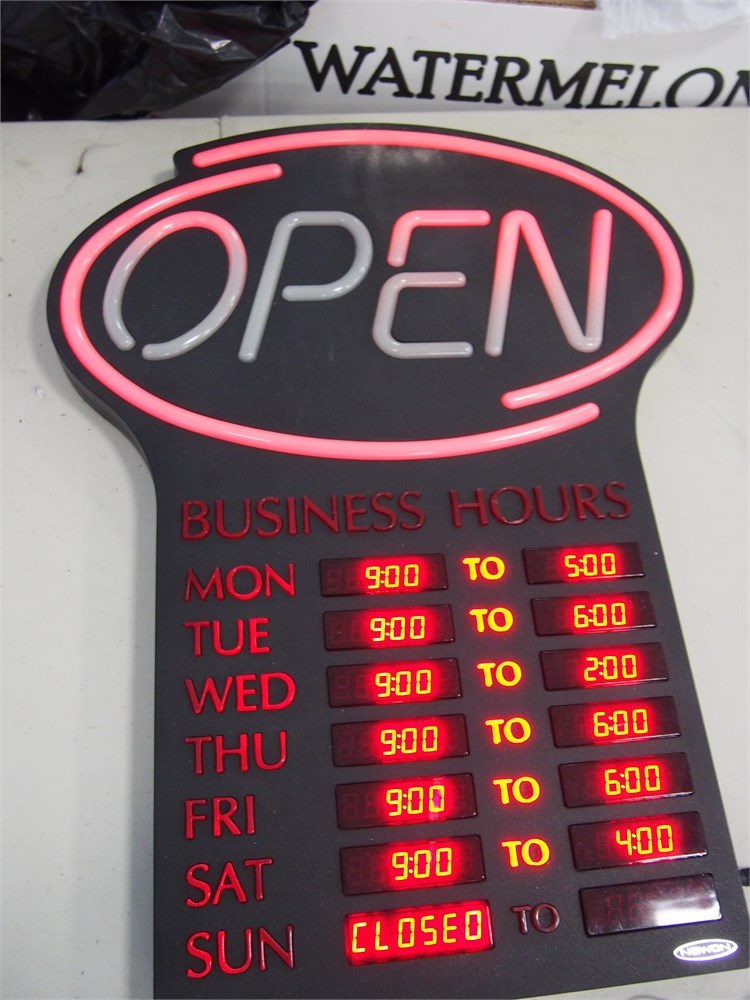 WATERMELON
OPEN
BUSINESS HOURS
MON 9:00 TO 5:00
TUE 9:00 TO 6:00
WED 9:00 TO 2:00
THU 9:00 TO 6:00
FRI 9:00 TO 6:00
SAT 9:00 TO 4:00
SUN CLOSED TO
NEWON